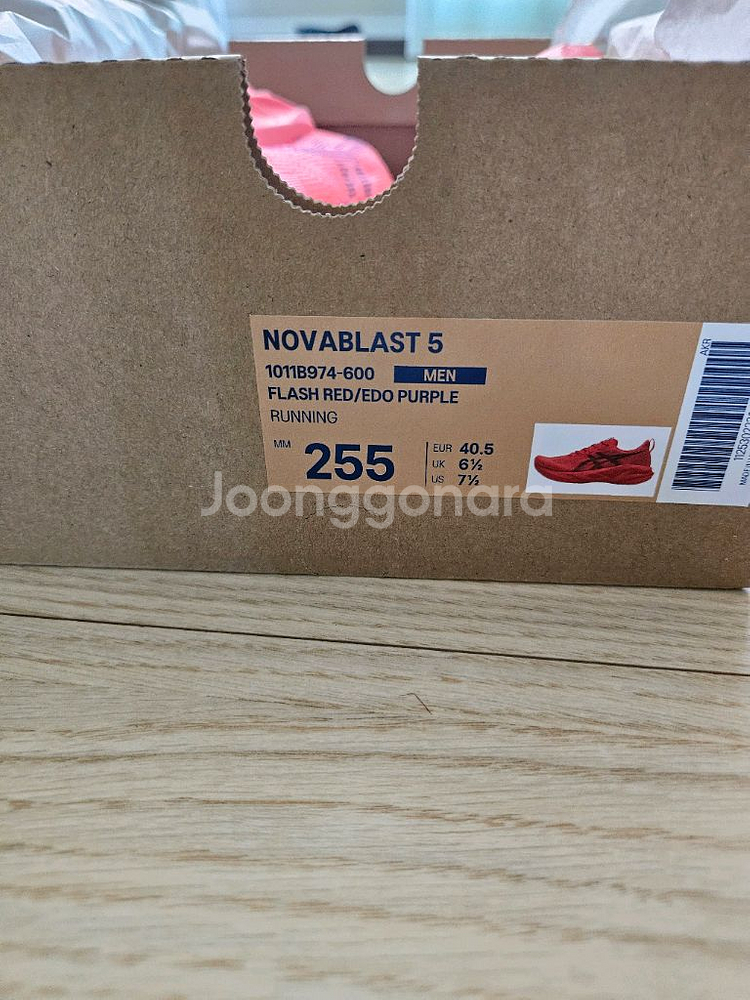 NOVABLAST 5
1011B974-600 MEN
FLASH RED/EDO PURPLE
RUNNING
MM 255
EUR 40.5
UK 6½
US 7½
AKR
Joonggonara